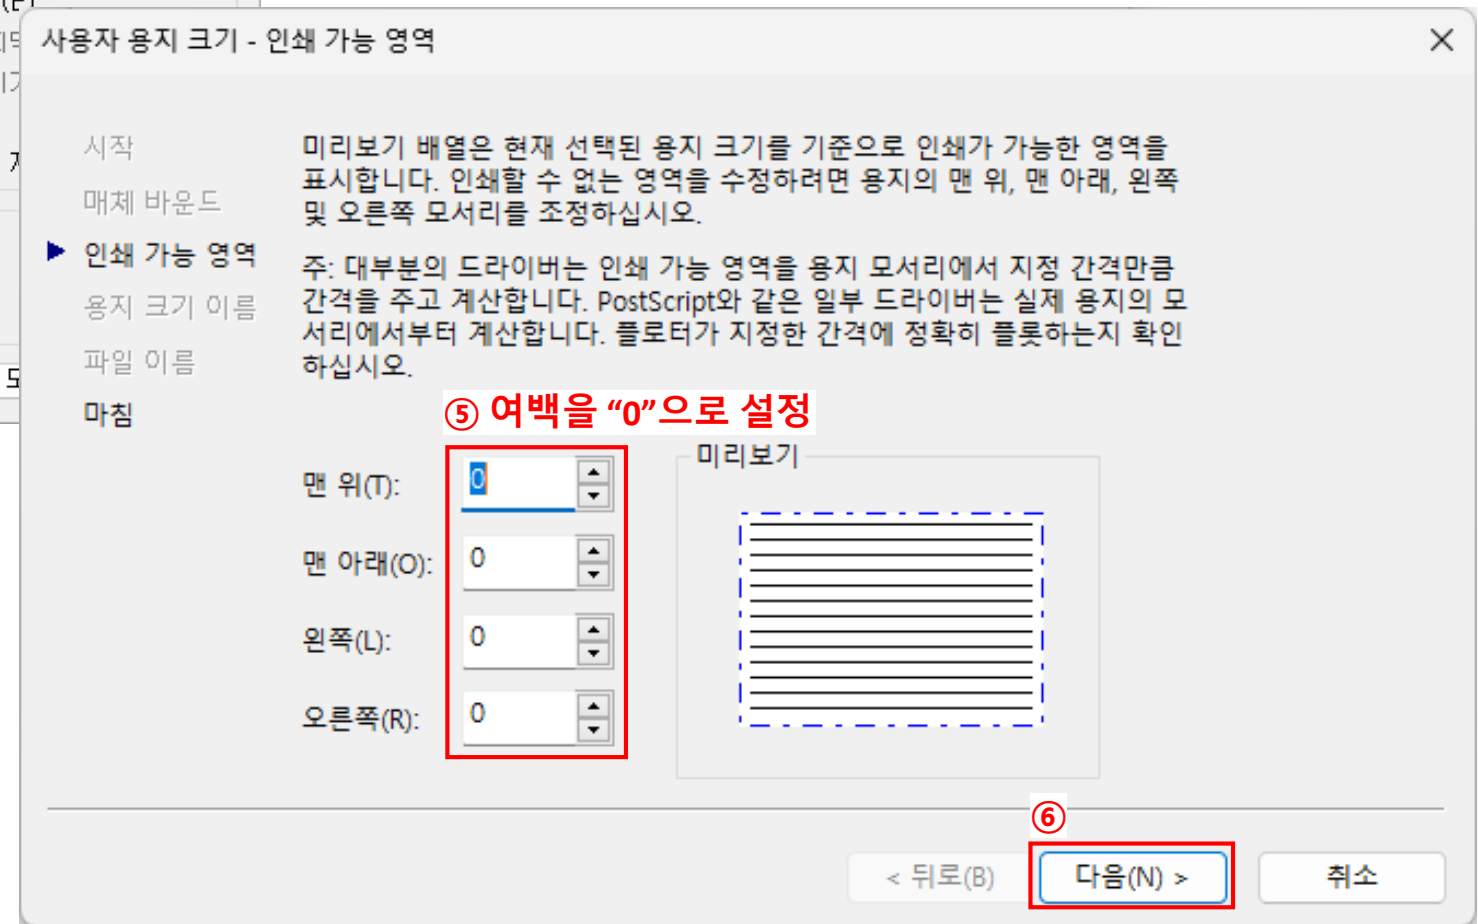 사용자 용지 크기 - 인쇄 가능 영역
시작
매체 바운드
인쇄 가능 영역
용지 크기 이름
파일 이름
마침
미리보기 배열은 현재 선택된 용지 크기를 기준으로 인쇄가 가능한 영역을
표시합니다. 인쇄할 수 없는 영역을 수정하려면 용지의 맨 위, 맨 아래, 왼쪽
및 오른쪽 모서리를 조정하십시오.
주: 대부분의 드라이버는 인쇄 가능 영역을 용지 모서리에서 지정 간격만큼
간격을 주고 계산합니다. PostScript와 같은 일부 드라이버는 실제 용지의 모
서리에서부터 계산합니다. 플로터가 지정한 간격에 정확히 플롯하는지 확인
하십시오.
⑤ 여백을 “0”으로 설정
맨 위(T): 0
맨 아래(O): 0
왼쪽(L): 0
오른쪽(R): 0
미리보기
⑥
< 뒤로(B)
다음(N) >
취소